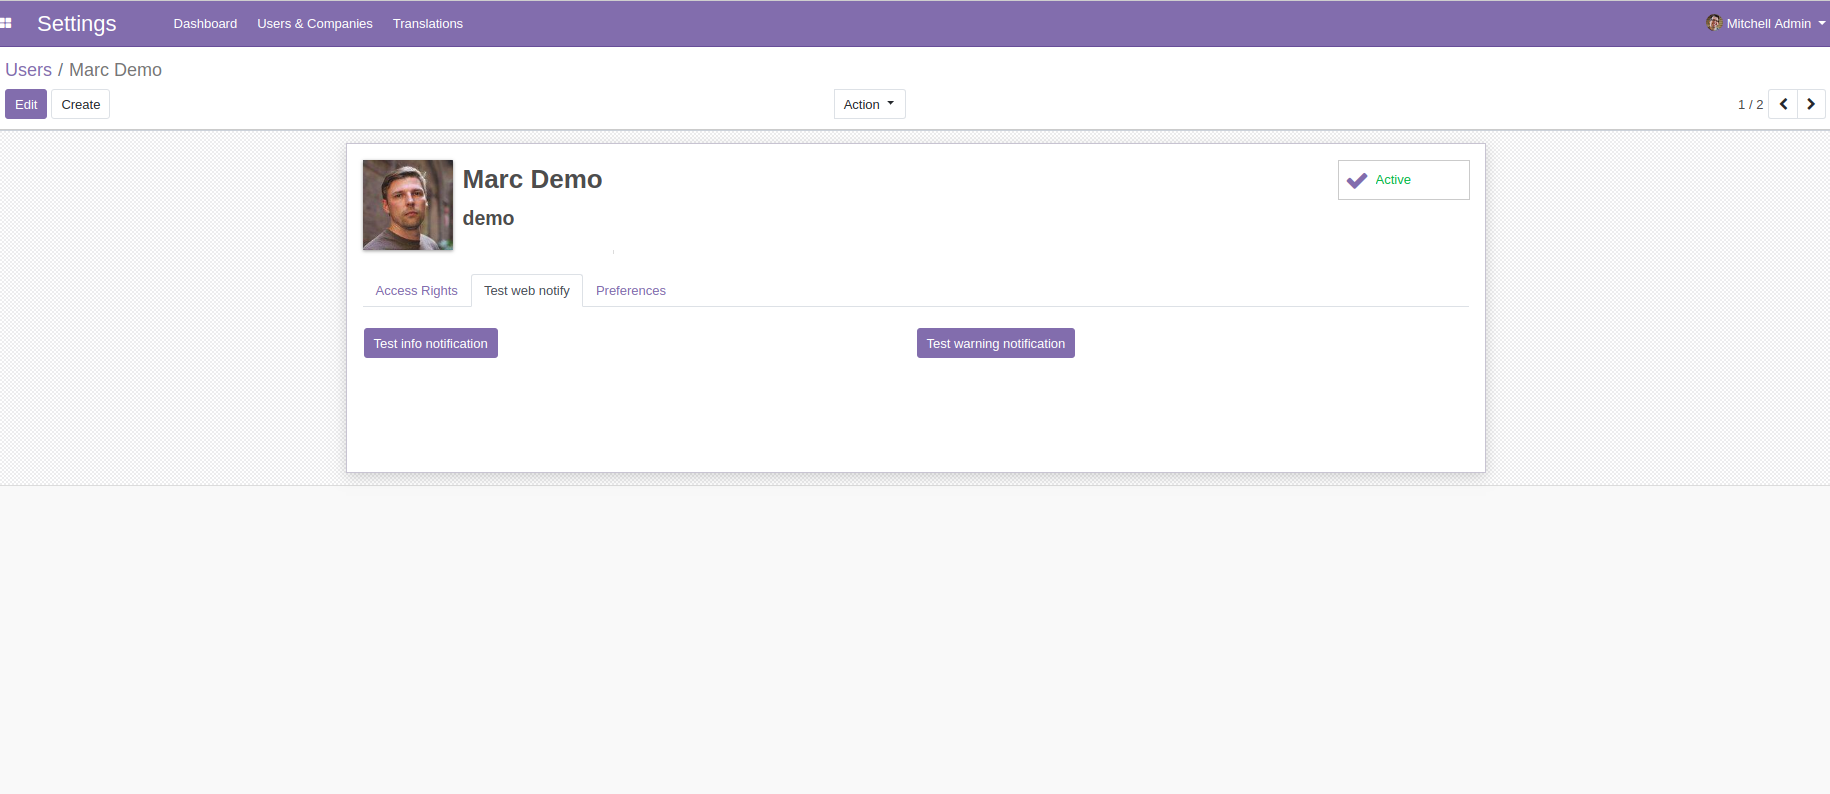 Settings Dashboard Users & Companies Translations Mitchell Admin
Users / Marc Demo
Edit Create Action 1 / 2
Marc Demo
Active
demo
Access Rights Test web notify Preferences
Test info notification Test warning notification